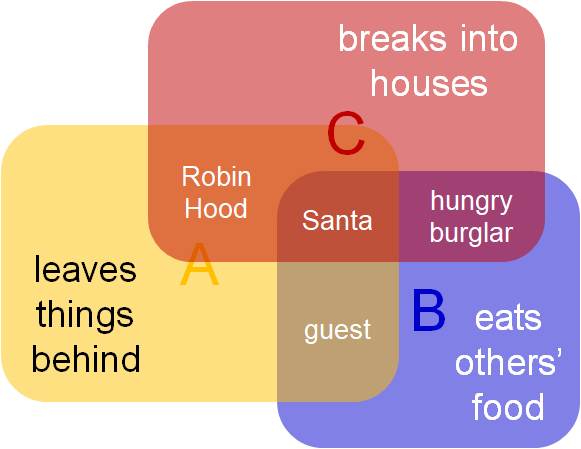 breaks into
houses
C
Robin
Hood
Santa
hungry
burglar
A
leaves
things
behind
guest
B
eats
others’
food